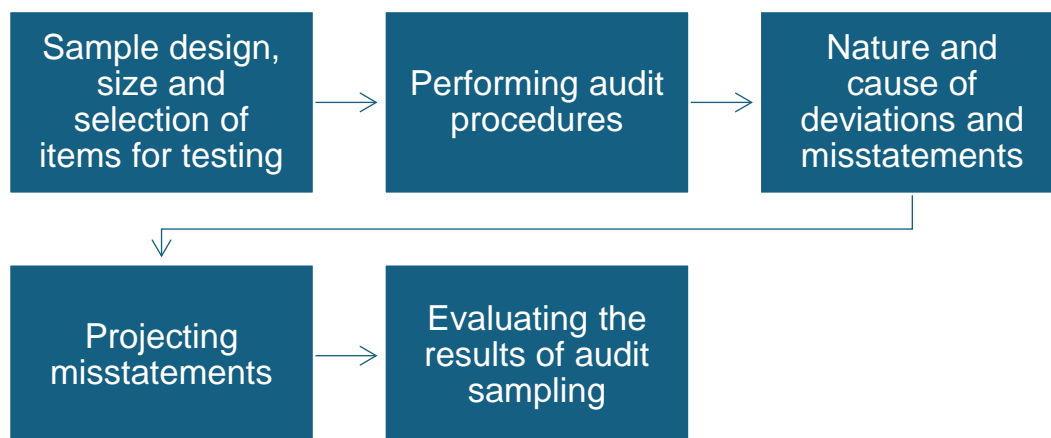 Sample design,
size and
selection of
items for testing
Performing audit
procedures
Nature and
cause of
deviations and
misstatements
Projecting
misstatements
Evaluating the
results of audit
sampling